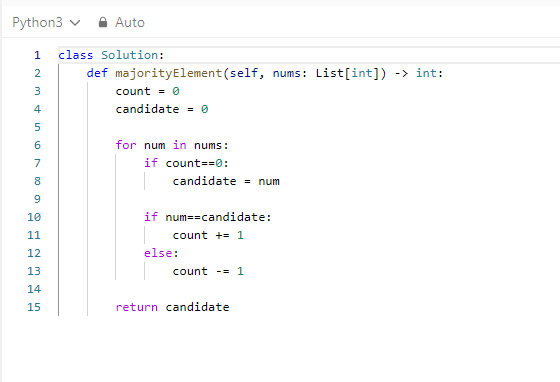 Python3 Auto
1 class Solution:
2     def majorityElement(self, nums: List[int]) -> int:
3         count = 0
4         candidate = 0
5
6         for num in nums:
7             if count==0:
8                 candidate = num
9
10             if num==candidate:
11                 count += 1
12             else:
13                 count -= 1
14
15         return candidate